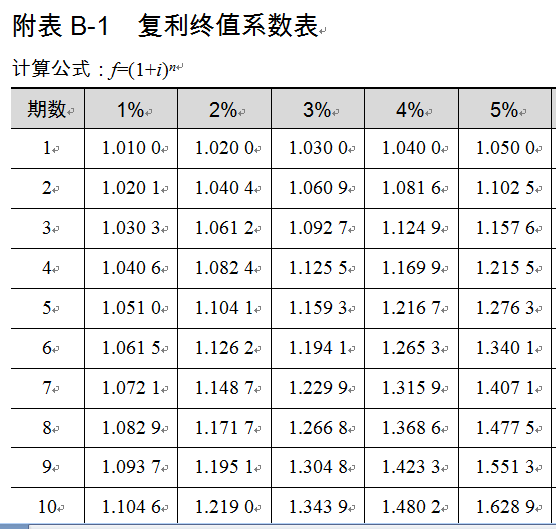 附表 B-1 复利终值系数表
计算公式：f=(1+i)ⁿ
期数 1% 2% 3% 4% 5%
1 1.010 0 1.020 0 1.030 0 1.040 0 1.050 0
2 1.020 1 1.040 4 1.060 9 1.081 6 1.102 5
3 1.030 3 1.061 2 1.092 7 1.124 9 1.157 6
4 1.040 6 1.082 4 1.125 5 1.169 9 1.215 5
5 1.051 0 1.104 1 1.159 3 1.216 7 1.276 3
6 1.061 5 1.126 2 1.194 1 1.265 3 1.340 1
7 1.072 1 1.148 7 1.229 9 1.315 9 1.407 1
8 1.082 9 1.171 7 1.266 8 1.368 6 1.477 5
9 1.093 7 1.195 1 1.304 8 1.423 3 1.551 3
10 1.104 6 1.219 0 1.343 9 1.480 2 1.628 9